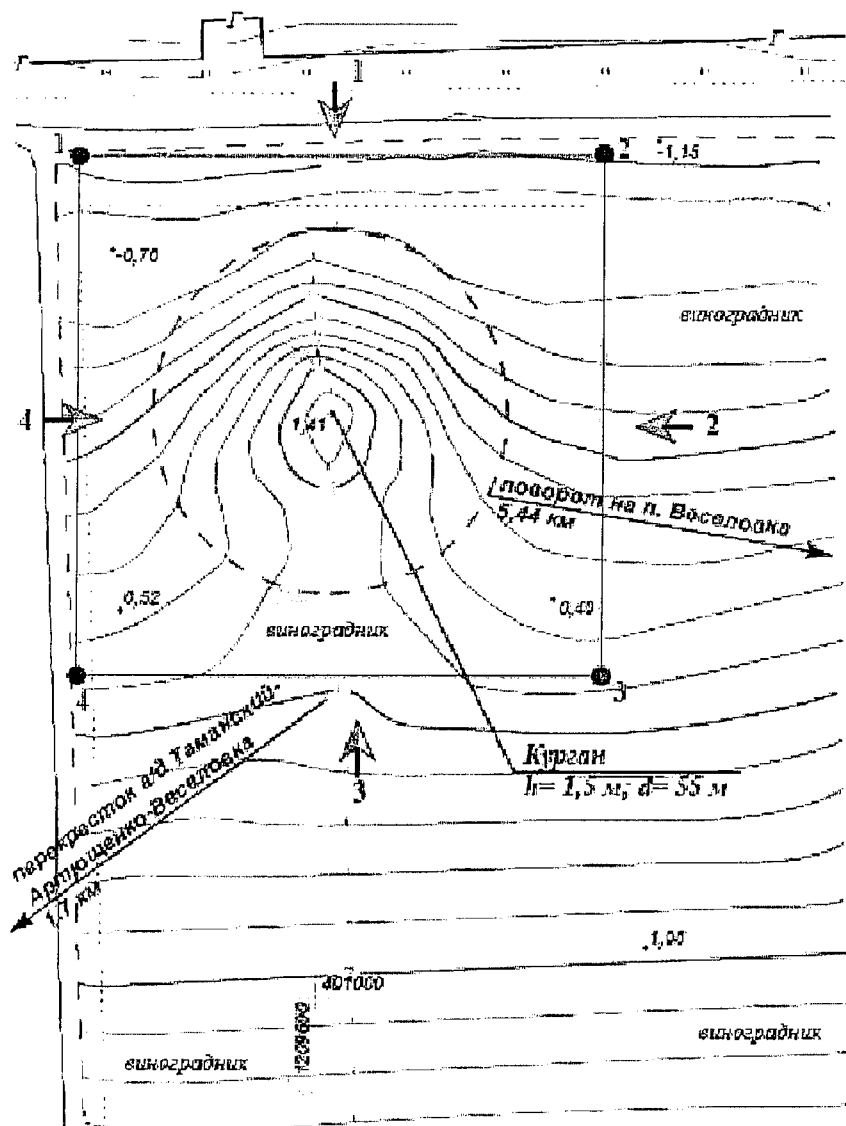 Г
Г
Г
1
1
2
-1,15
-0,70
виноградник
4
1,41
2
поворот на п. Веселовка
5,44 км
0,52
0,49
виноградник
4
3
перекресток а/д Таманский-
Артющенко-Веселовка
1,1 км
3
Курган
h= 1,5 м, d= 55 м
401000
1209600
виноградник
виноградник